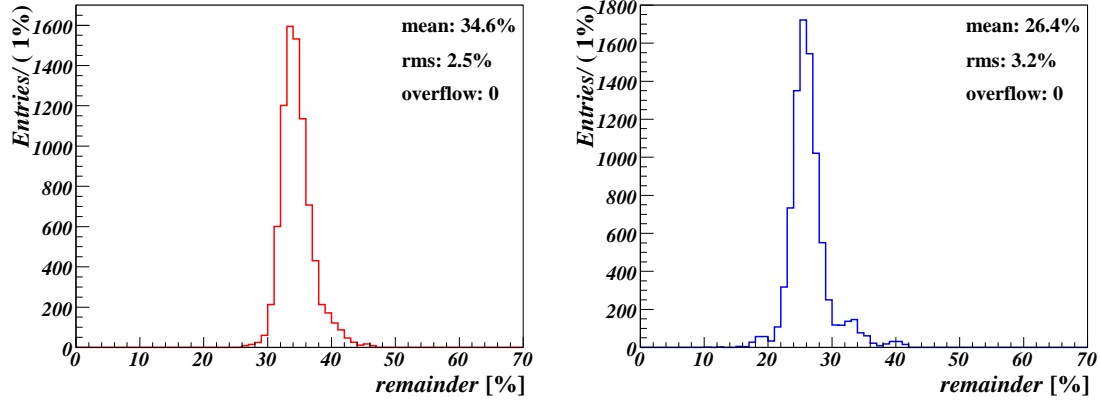 Entries/ ( 1%)
1600
1400
1200
1000
800
600
400
200
0
mean: 34.6%
rms: 2.5%
overflow: 0
0 10 20 30 40 50 60 70
remainder [%]
Entries/ ( 1%)
1800
1600
1400
1200
1000
800
600
400
200
0
mean: 26.4%
rms: 3.2%
overflow: 0
0 10 20 30 40 50 60 70
remainder [%]